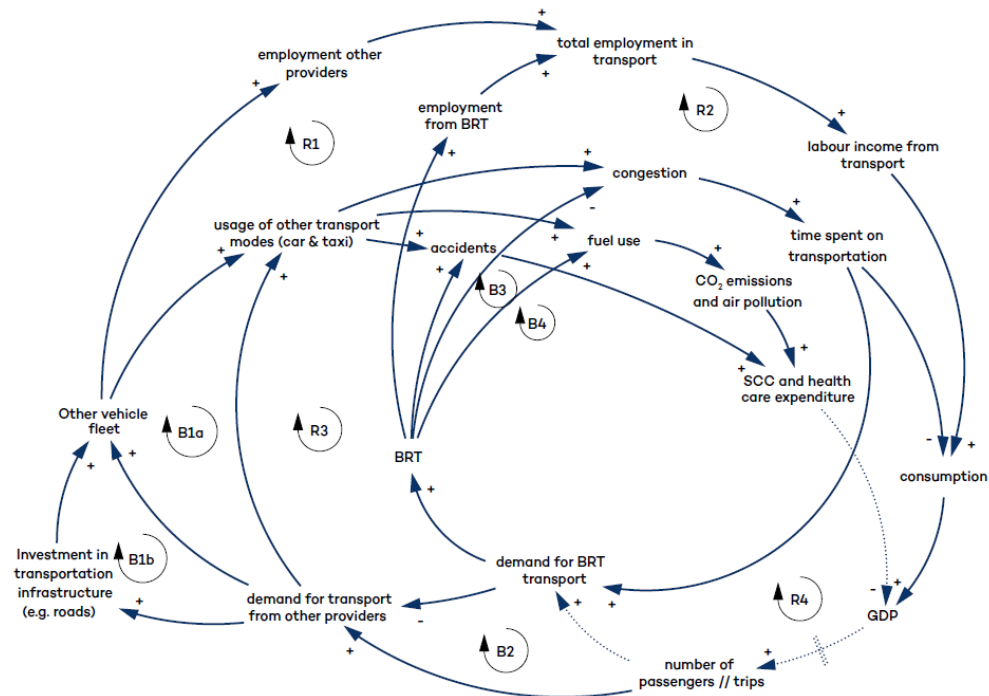 employment other
providers
+
+
total employment in
transport
+
+
employment
from BRT
+
R1
R2
+
labour income from
transport
usage of other transport
modes (car & taxi)
+
+
+
congestion
-
+
time spent on
transportation
+
accidents
+
+
fuel use
+
+
CO₂ emissions
and air pollution
B3
B4
+
+
SCC and health
care expenditure
Other vehicle
fleet
+
+
B1a
R3
BRT
+
-
+
consumption
Investment in
transportation
infrastructure
(e.g. roads)
B1b
+
demand for transport
from other providers
-
+
demand for BRT
transport
+
+
R4
-
+
GDP
B2
+
number of
passengers // trips